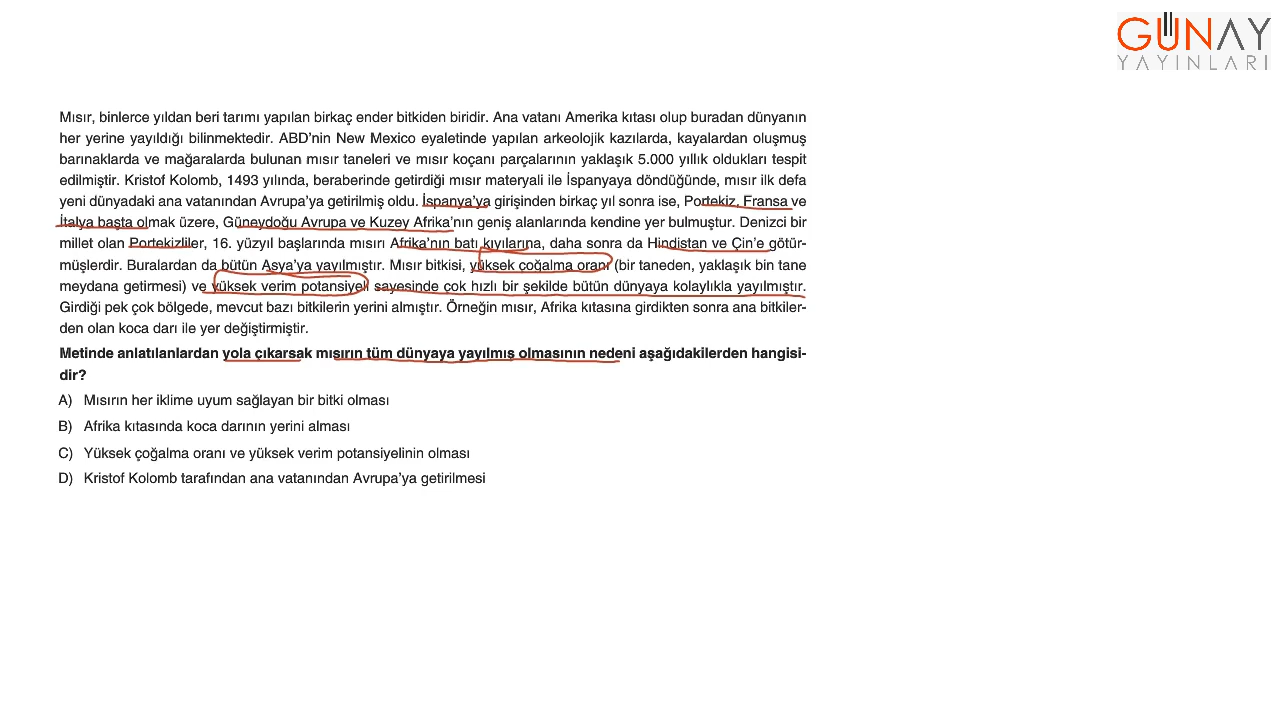 GÜNAY
YAYINLARI
Mısır, binlerce yıldan beri tarımı yapılan birkaç ender bitkiden biridir. Ana vatanı Amerika kıtası olup buradan dünyanın
her yerine yayıldığı bilinmektedir. ABD'nin New Mexico eyaletinde yapılan arkeolojik kazılarda, kayalardan oluşmuş
barınaklarda ve mağaralarda bulunan mısır taneleri ve mısır koçanı parçalarının yaklaşık 5.000 yıllık oldukları tespit
edilmiştir. Kristof Kolomb, 1493 yılında, beraberinde getirdiği mısır materyali ile İspanyaya döndüğünde, mısır ilk defa
yeni dünyadaki ana vatanından Avrupa'ya getirilmiş oldu. İspanya'ya girişinden birkaç yıl sonra ise, Portekiz, Fransa ve
İtalya başta olmak üzere, Güneydoğu Avrupa ve Kuzey Afrika'nın geniş alanlarında kendine yer bulmuştur. Denizci bir
millet olan Portekizliler, 16. yüzyıl başlarında mısırı Afrika'nın batı kıyılarına, daha sonra da Hindistan ve Çin'e götür-
müşlerdir. Buralardan da bütün Asya'ya yayılmıştır. Mısır bitkisi, yüksek çoğalma oranı (bir taneden, yaklaşık bin tane
meydana getirmesi) ve yüksek verim potansiyeli sayesinde çok hızlı bir şekilde bütün dünyaya kolaylıkla yayılmıştır.
Girdiği pek çok bölgede, mevcut bazı bitkilerin yerini almıştır. Örneğin mısır, Afrika kıtasına girdikten sonra ana bitkiler-
den olan koca darı ile yer değiştirmiştir.
Metinde anlatılanlardan yola çıkarsak mısırın tüm dünyaya yayılmış olmasının nedeni aşağıdakilerden hangisi-
dir?
A) Mısırın her iklime uyum sağlayan bir bitki olması
B) Afrika kıtasında koca darının yerini alması
C) Yüksek çoğalma oranı ve yüksek verim potansiyelinin olması
D) Kristof Kolomb tarafından ana vatanından Avrupa'ya getirilmesi